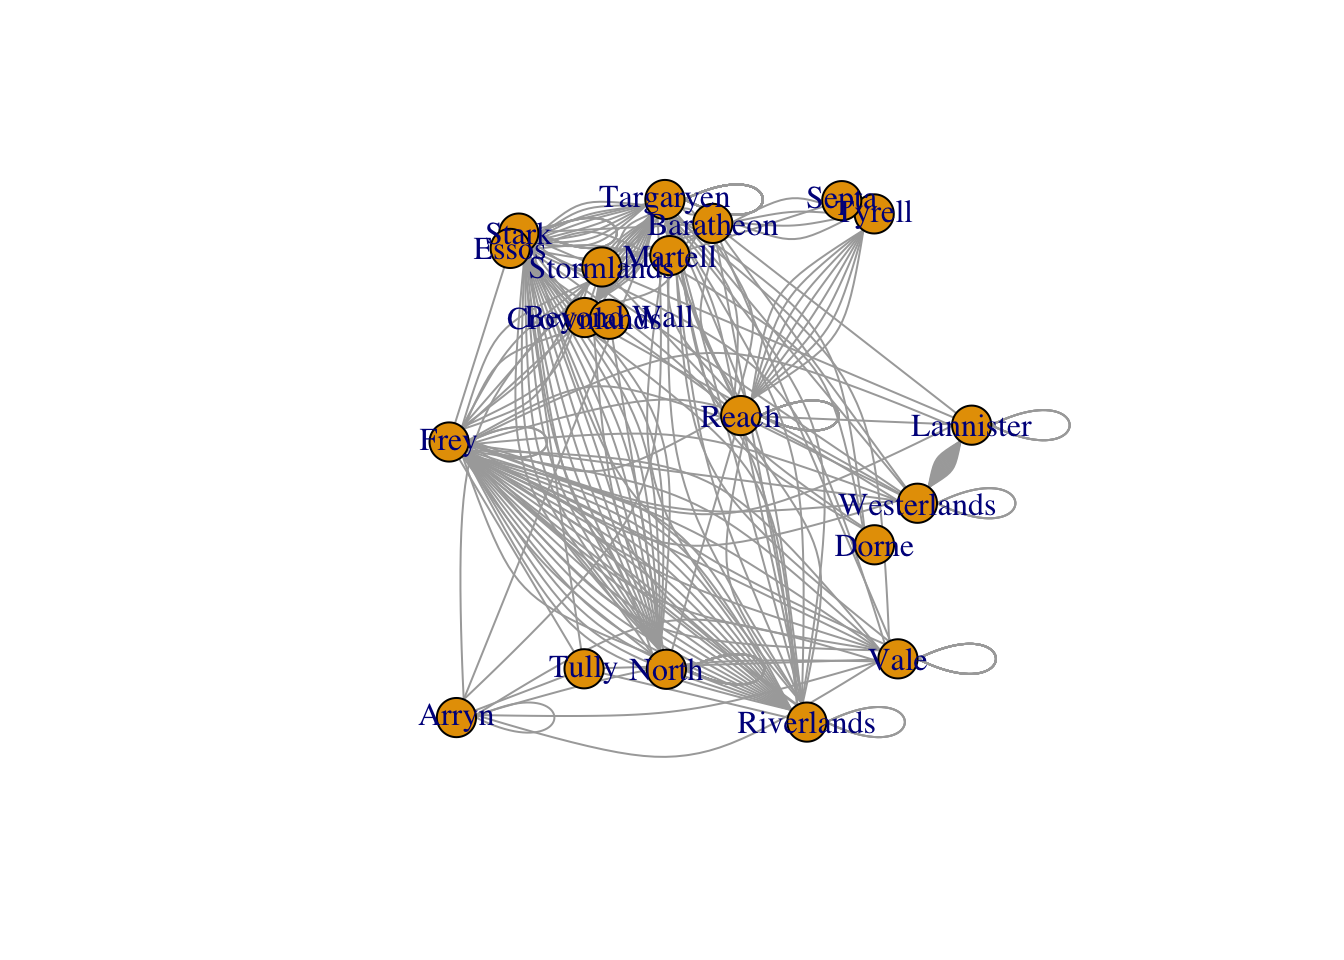 Targaryen
Septa
Tyrell
Baratheon
Stark
Essos
Martell
Stormlands
Beyond Wall
Crownlands
Reach
Lannister
Frey
Westerlands
Dorne
Vale
Tully
North
Arryn
Riverlands